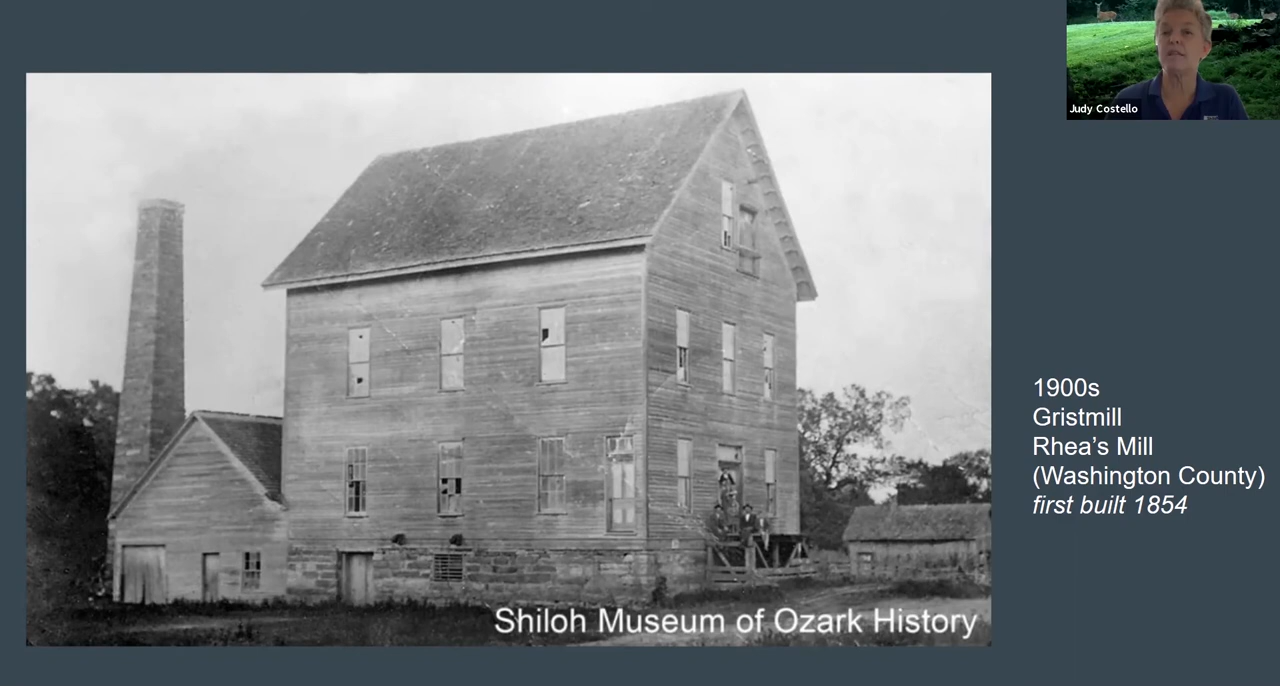 Judy Costello
1900s
Gristmill
Rhea’s Mill
(Washington County)
first built 1854
Shiloh Museum of Ozark History